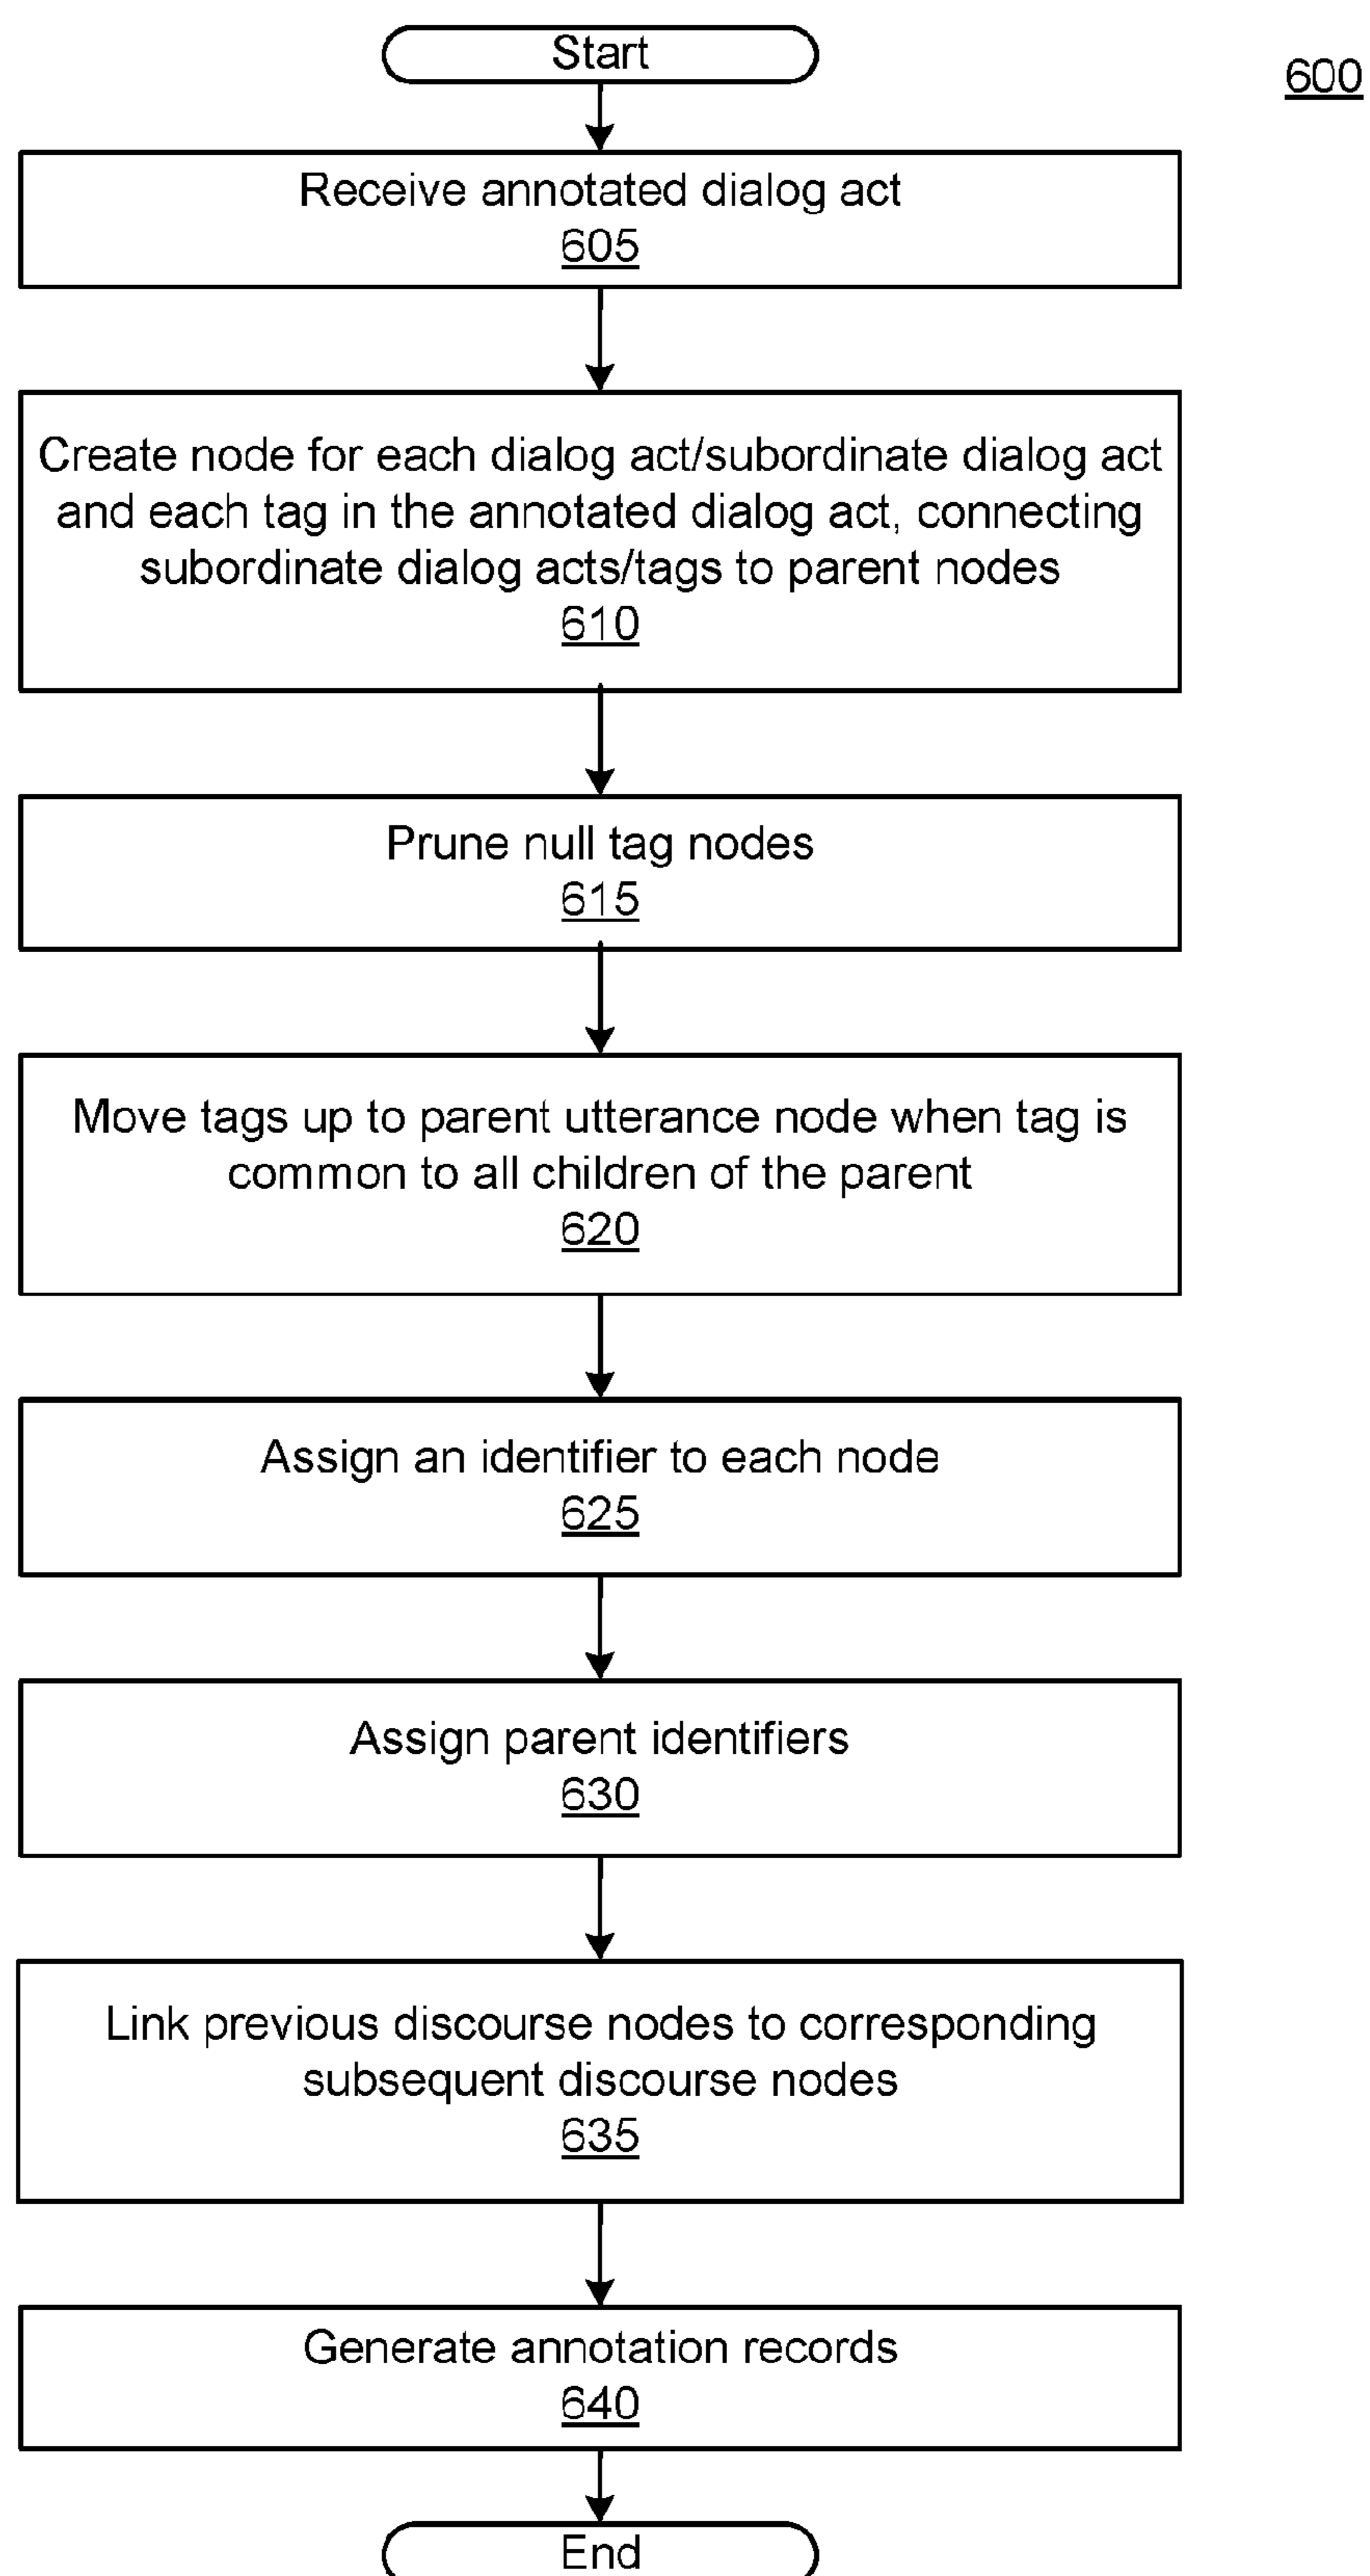 Start
600
Receive annotated dialog act
605
Create node for each dialog act/subordinate dialog act
and each tag in the annotated dialog act, connecting
subordinate dialog acts/tags to parent nodes
610
Prune null tag nodes
615
Move tags up to parent utterance node when tag is
common to all children of the parent
620
Assign an identifier to each node
625
Assign parent identifiers
630
Link previous discourse nodes to corresponding
subsequent discourse nodes
635
Generate annotation records
640
End